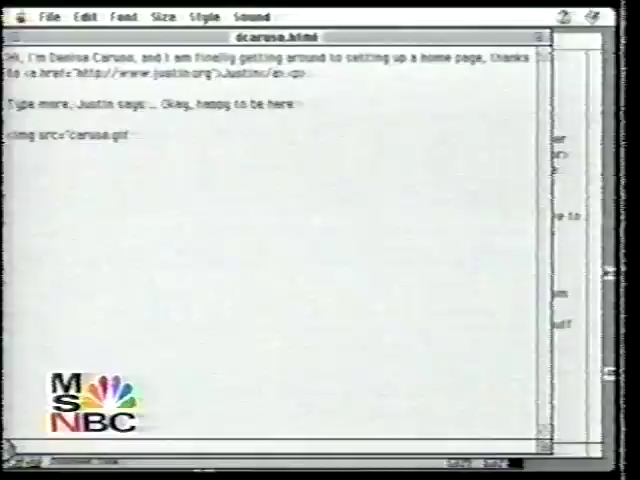 File Edit Font Size Style Sound
dcaruso.html
Hi, I'm Denise Caruso, and I am finally getting around to setting up a home page, thanks
to <a href="http://www.justin.org">Justin</a><p>
Type more, Justin says... Okay, happy to be here
<img src="caruso.gif
MSNBC